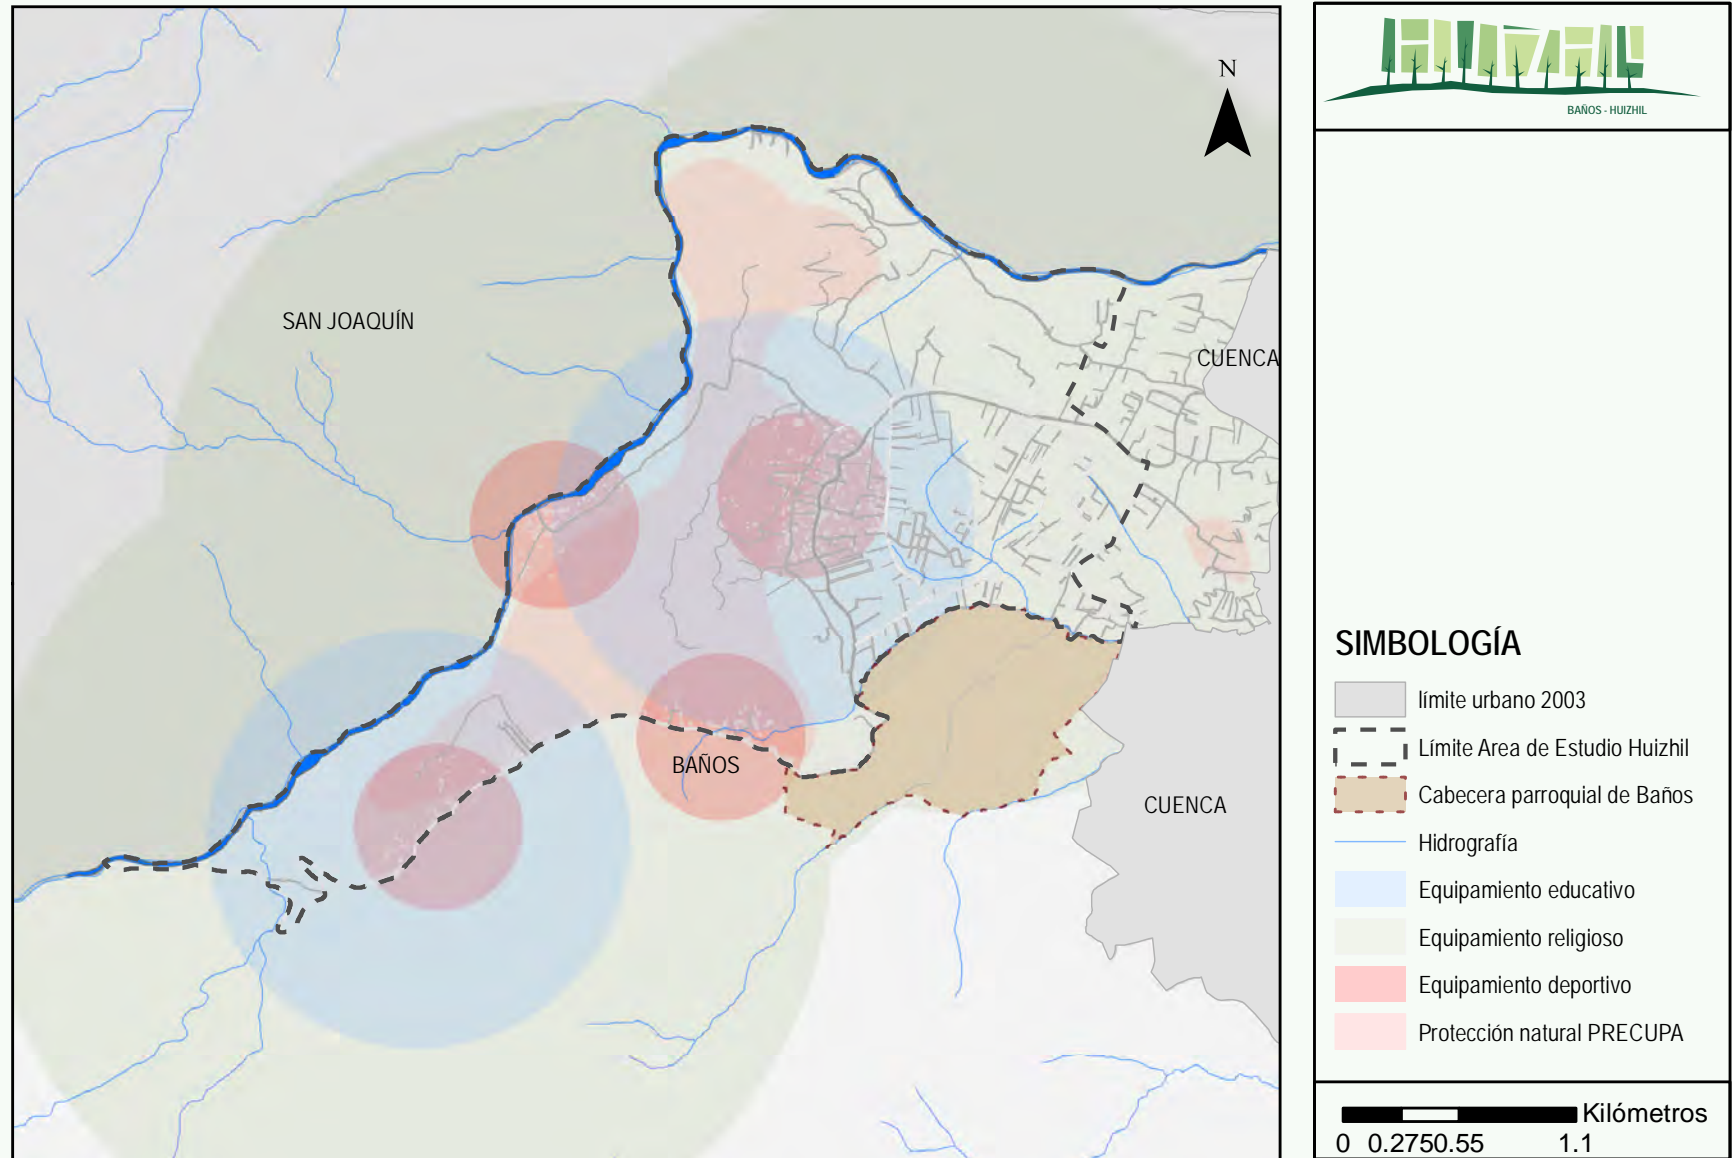 N
SAN JOAQUÍN
CUENCA
BAÑOS
CUENCA
HUIZHIL
BAÑOS - HUIZHIL
SIMBOLOGÍA
límite urbano 2003
Límite Area de Estudio Huizhil
Cabecera parroquial de Baños
Hidrografía
Equipamiento educativo
Equipamiento religioso
Equipamiento deportivo
Protección natural PRECUPA
Kilómetros
0 0.2750.55 1.1